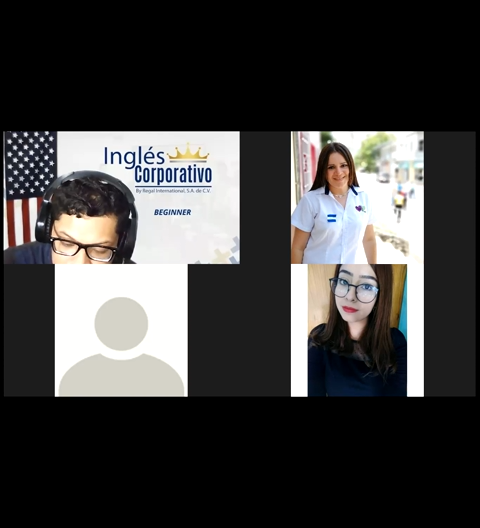 Inglés
Corporativo
By Regal International, S.A. de C.V.
BEGINNER